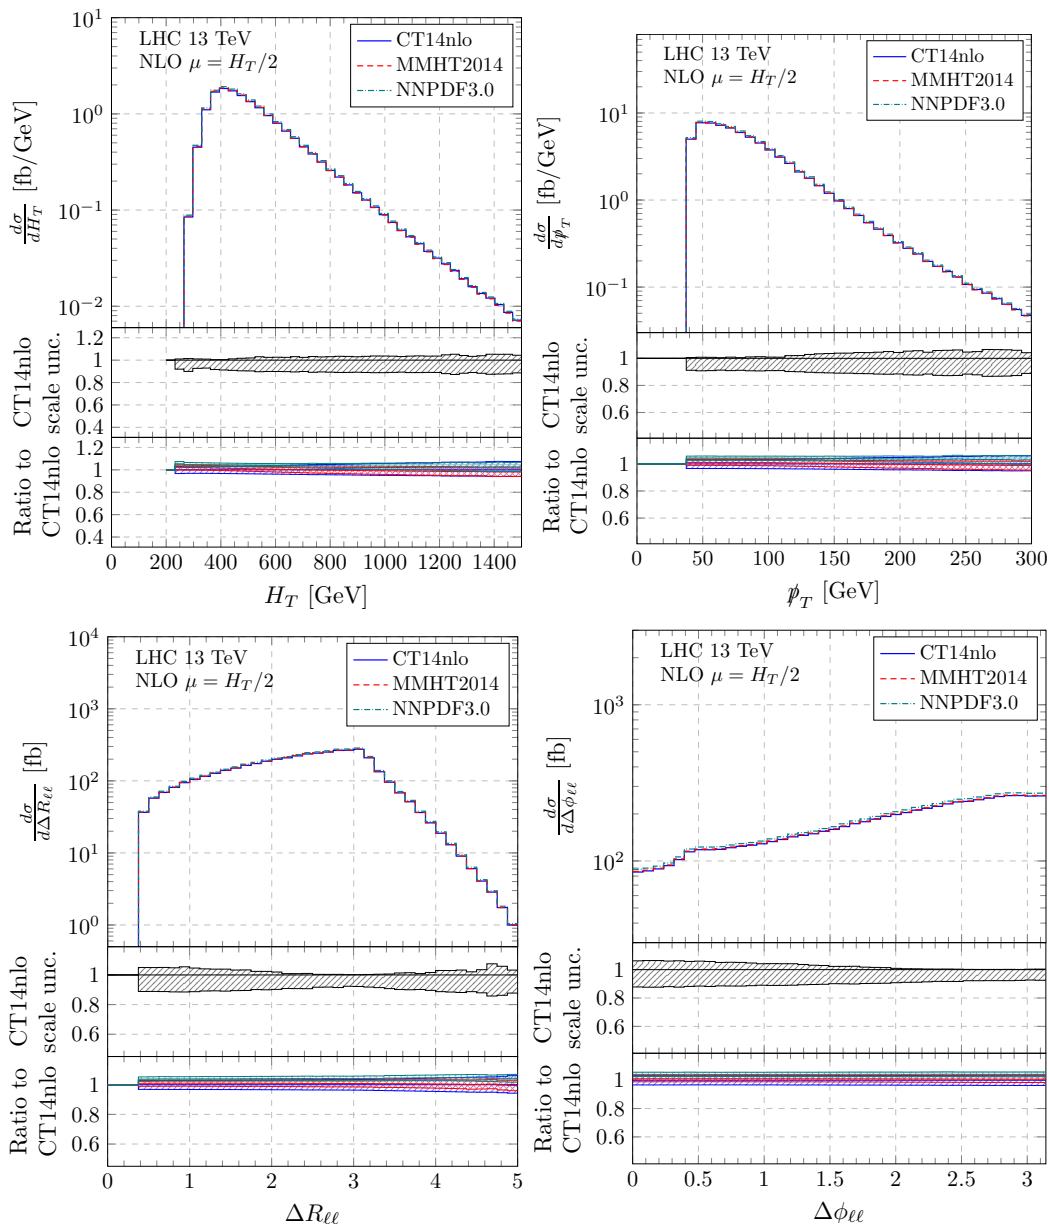 LHC 13 TeV
NLO μ = H_T/2
CT14nlo
MMHT2014
NNPDF3.0
dσ/dH_T [fb/GeV]
10^1
10^0
10^−1
10^−2
CT14nlo
scale unc.
1.2
1
0.8
0.6
0.4
Ratio to
CT14nlo
1.2
1
0.8
0.6
0.4
0 200 400 600 800 1000 1200 1400
H_T [GeV]
LHC 13 TeV
NLO μ = H_T/2
CT14nlo
MMHT2014
NNPDF3.0
dσ/dp̸_T [fb/GeV]
10^1
10^0
10^−1
CT14nlo
scale unc.
1
0.8
0.6
Ratio to
CT14nlo
1
0.8
0.6
0 50 100 150 200 250 300
p̸_T [GeV]
LHC 13 TeV
NLO μ = H_T/2
CT14nlo
MMHT2014
NNPDF3.0
dσ/dΔR_ℓℓ [fb]
10^4
10^3
10^2
10^1
10^0
CT14nlo
scale unc.
1
0.8
0.6
Ratio to
CT14nlo
1
0.8
0.6
0 1 2 3 4 5
ΔR_ℓℓ
LHC 13 TeV
NLO μ = H_T/2
CT14nlo
MMHT2014
NNPDF3.0
dσ/dΔϕ_ℓℓ [fb]
10^3
10^2
CT14nlo
scale unc.
1
0.8
0.6
Ratio to
CT14nlo
1
0.8
0.6
0 0.5 1 1.5 2 2.5 3
Δϕ_ℓℓ